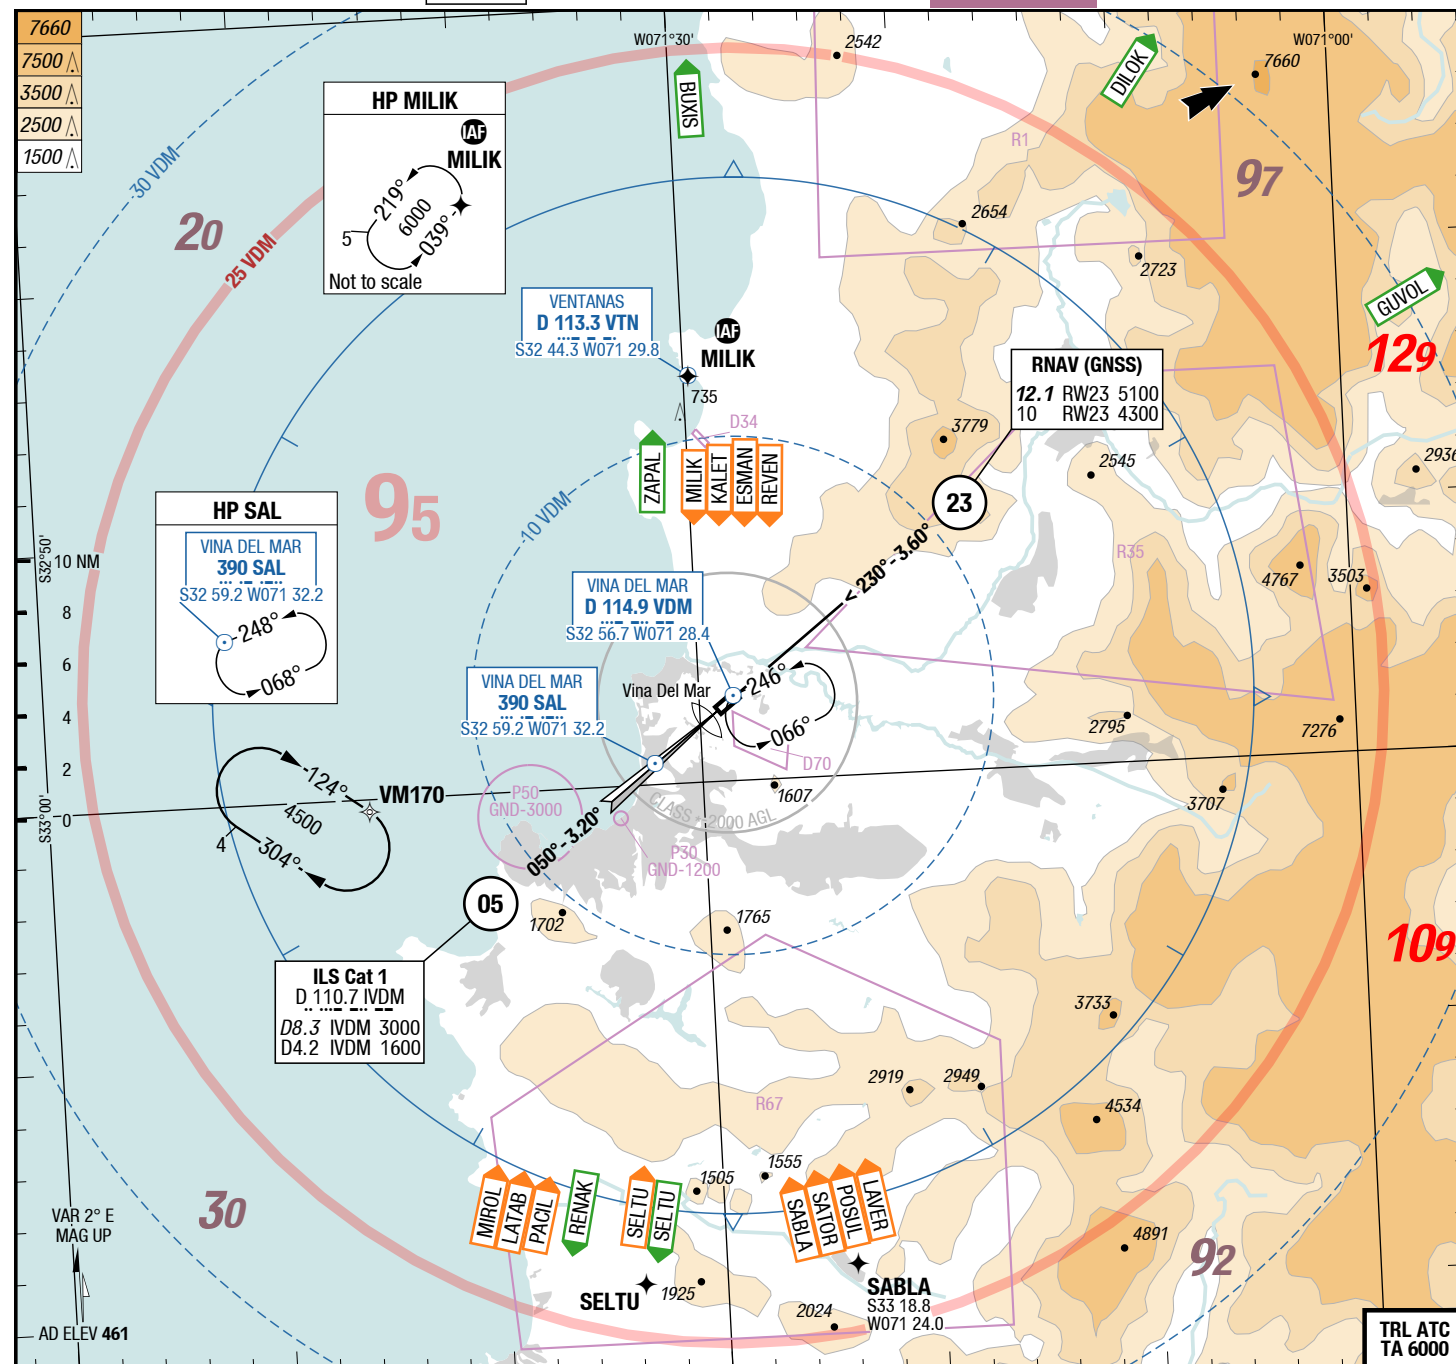 7660
7500
3500
2500
1500
W071°30'
W071°00'
2542
7660
DILOK
BUXIS
HP MILIK
IAF
MILIK
219°
6000
039°
5
Not to scale
30 VDM
20
25 VDM
R1
97
2654
2723
GUVOL
129
VENTANAS
D 113.3 VTN
S32 44.3 W071 29.8
IAF
MILIK
735
D34
RNAV (GNSS)
12.1 RW23 5100
10 RW23 4300
3779
2545
2936
23
ZAPAL
MILIK
KALET
ESMAN
REVEN
10 VDM
95
HP SAL
VINA DEL MAR
390 SAL
S32 59.2 W071 32.2
248°
068°
S32°50'
10 NM
8
6
4
2
0
S33°00'
< 230° - 3.60°
R35
4767
3503
VINA DEL MAR
D 114.9 VDM
S32 56.7 W071 28.4
VINA DEL MAR
390 SAL
S32 59.2 W071 32.2
Vina Del Mar
246°
066°
D70
2795
7276
3707
1607
CLASS * 2000 AGL
124°
4500
304°
4
VM170
P50
GND-3000
050° - 3.20°
P30
GND-1200
05
1702
1765
109
ILS Cat 1
D 110.7 IVDM
D8.3 IVDM 3000
D4.2 IVDM 1600
3733
2919
2949
4534
R67
1505
1555
MIROL
LATAB
PACIL
RENAK
SELTU
SELTU
SABLA
SATOR
POSUL
LAVER
30
VAR 2° E
MAG UP
4891
92
SELTU
1925
SABLA
S33 18.8
W071 24.0
2024
AD ELEV 461
TRL ATC
TA 6000